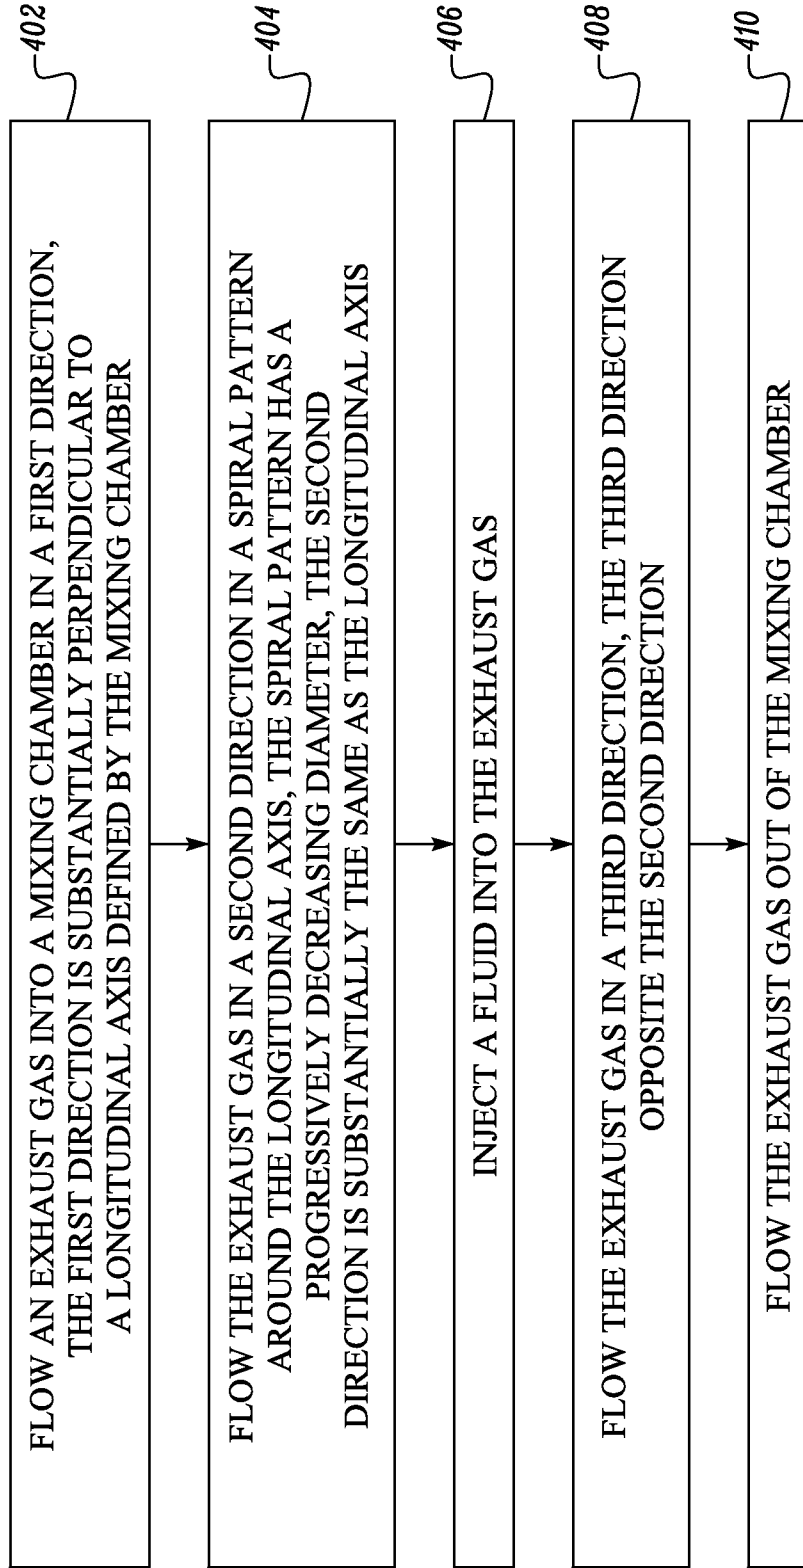 FLOW AN EXHAUST GAS INTO A MIXING CHAMBER IN A FIRST DIRECTION,
THE FIRST DIRECTION IS SUBSTANTIALLY PERPENDICULAR TO
A LONGITUDINAL AXIS DEFINED BY THE MIXING CHAMBER
402
FLOW THE EXHAUST GAS IN A SECOND DIRECTION IN A SPIRAL PATTERN
AROUND THE LONGITUDINAL AXIS, THE SPIRAL PATTERN HAS A
PROGRESSIVELY DECREASING DIAMETER, THE SECOND
DIRECTION IS SUBSTANTIALLY THE SAME AS THE LONGITUDINAL AXIS
404
INJECT A FLUID INTO THE EXHAUST GAS
406
FLOW THE EXHAUST GAS IN A THIRD DIRECTION, THE THIRD DIRECTION
OPPOSITE THE SECOND DIRECTION
408
FLOW THE EXHAUST GAS OUT OF THE MIXING CHAMBER
410